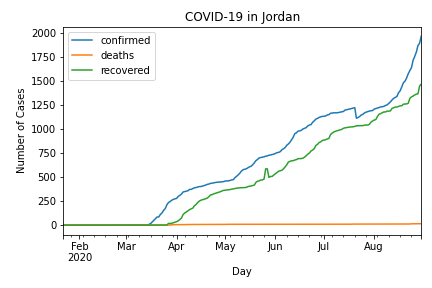 COVID-19 in Jordan
confirmed
deaths
recovered
2000
1750
1500
1250
1000
750
500
250
0
Number of Cases
Feb Mar Apr May Jun Jul Aug
2020
Day